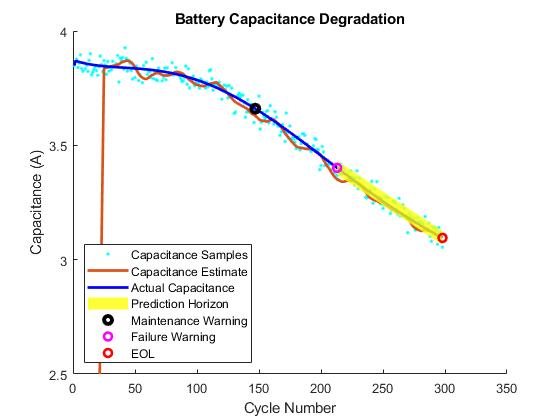 Battery Capacitance Degradation
4
3.5
3
2.5
Capacitance (A)
Capacitance Samples
Capacitance Estimate
Actual Capacitance
Prediction Horizon
Maintenance Warning
Failure Warning
EOL
0 50 100 150 200 250 300 350
Cycle Number